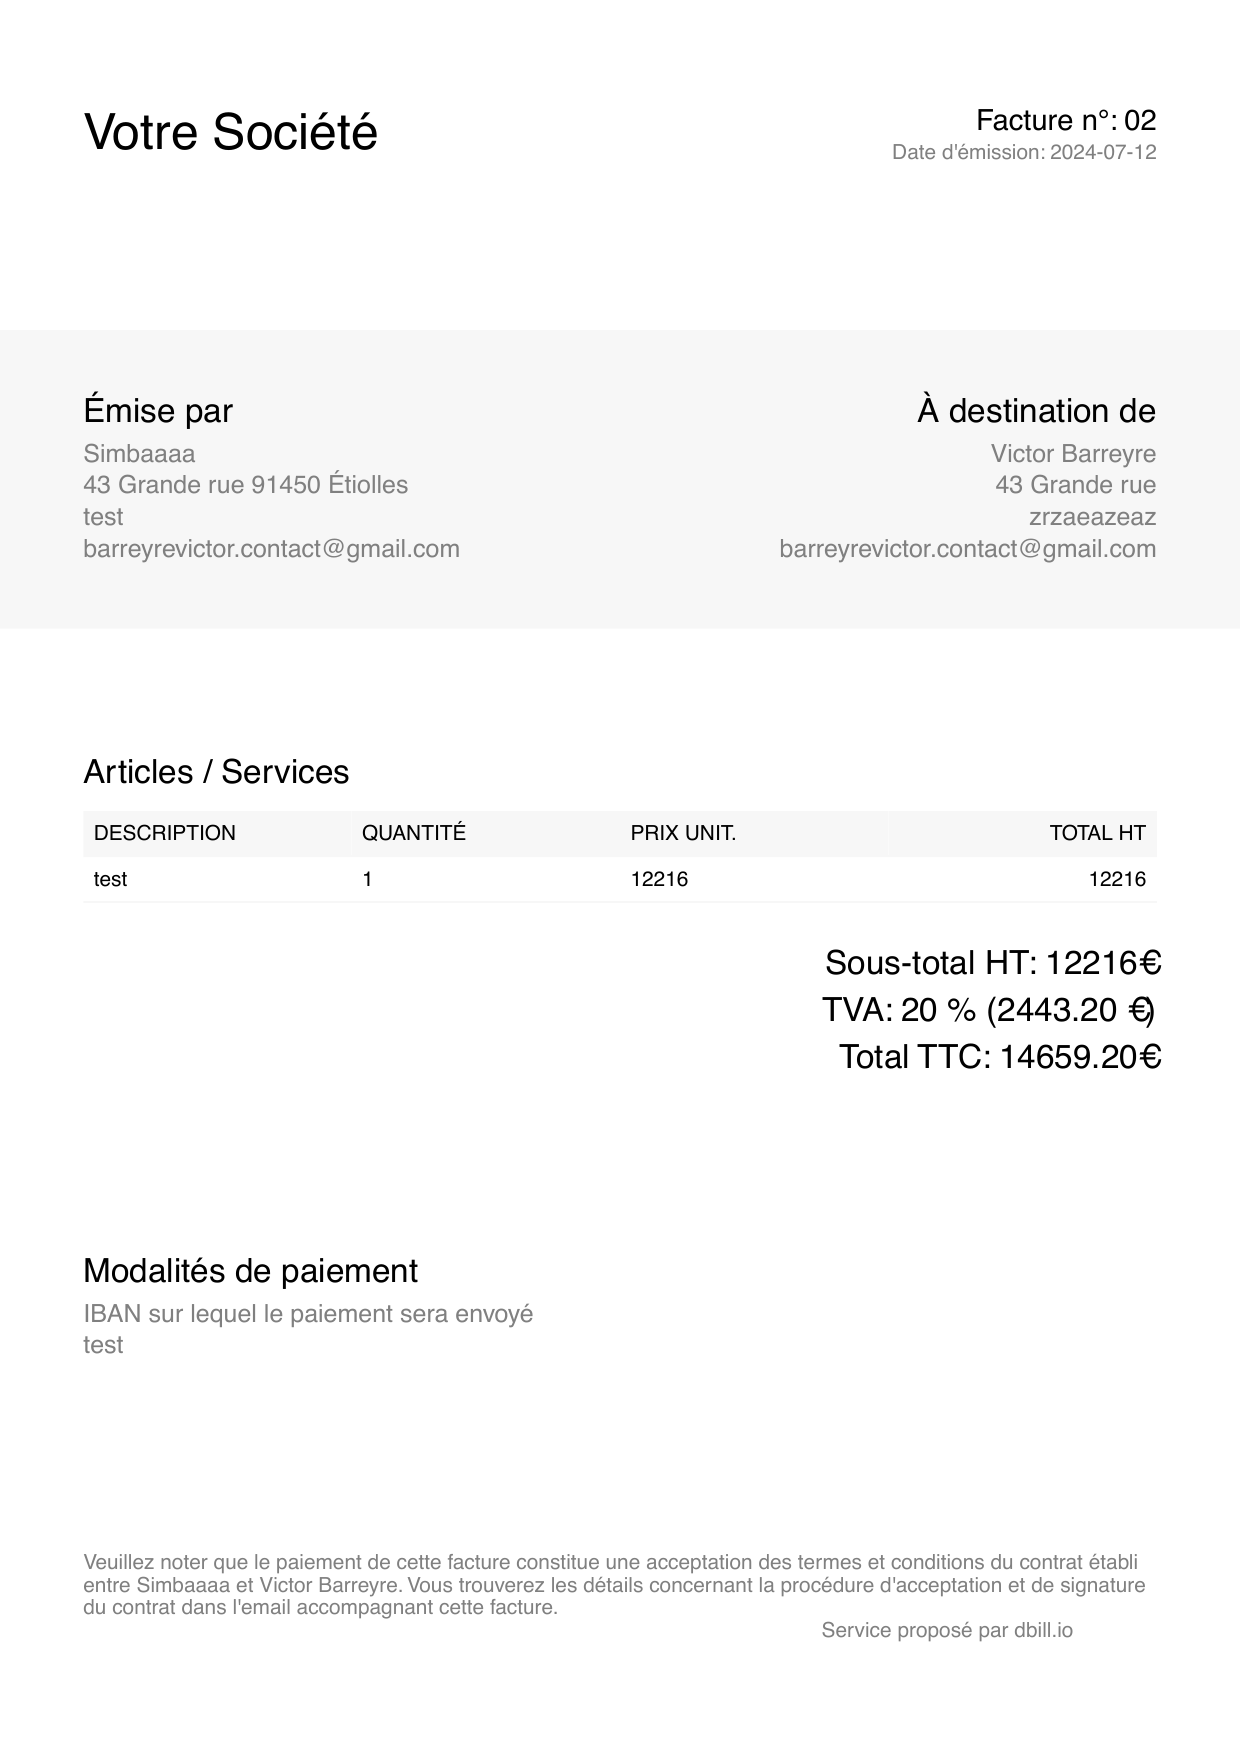 Votre Société
Facture n°: 02
Date d'émission: 2024-07-12
Émise par
Simbaaaa
43 Grande rue 91450 Étiolles
test
barreyrevictor.contact@gmail.com
À destination de
Victor Barreyre
43 Grande rue
zrzaeazeaz
barreyrevictor.contact@gmail.com
Articles / Services
DESCRIPTION QUANTITÉ PRIX UNIT. TOTAL HT
test 1 12216 12216
Sous-total HT: 12216€
TVA: 20 % (2443.20 €)
Total TTC: 14659.20€
Modalités de paiement
IBAN sur lequel le paiement sera envoyé
test
Veuillez noter que le paiement de cette facture constitue une acceptation des termes et conditions du contrat établi
entre Simbaaaa et Victor Barreyre. Vous trouverez les détails concernant la procédure d'acceptation et de signature
du contrat dans l'email accompagnant cette facture.
Service proposé par dbill.io